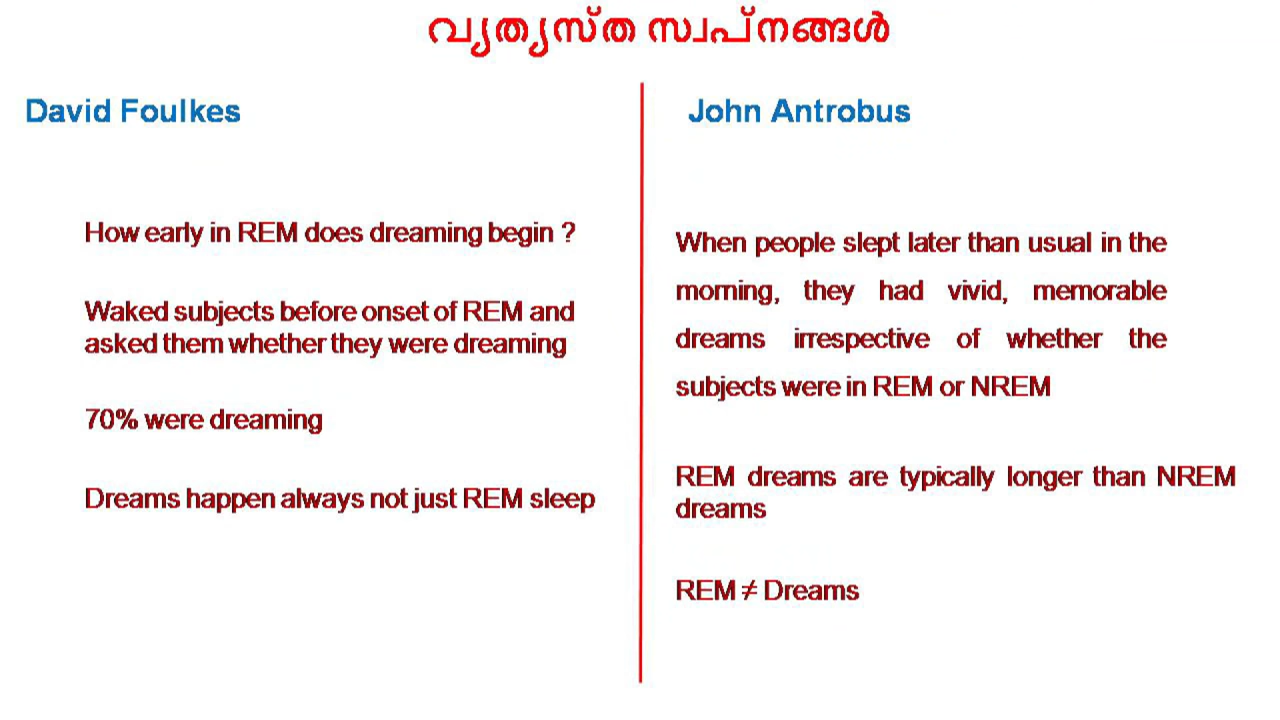 വ്യത്യസ്ത സ്വപ്നങ്ങൾ
David Foulkes
How early in REM does dreaming begin ?
Waked subjects before onset of REM and
asked them whether they were dreaming
70% were dreaming
Dreams happen always not just REM sleep
John Antrobus
When people slept later than usual in the
morning, they had vivid, memorable
dreams irrespective of whether the
subjects were in REM or NREM
REM dreams are typically longer than NREM
dreams
REM ≠ Dreams